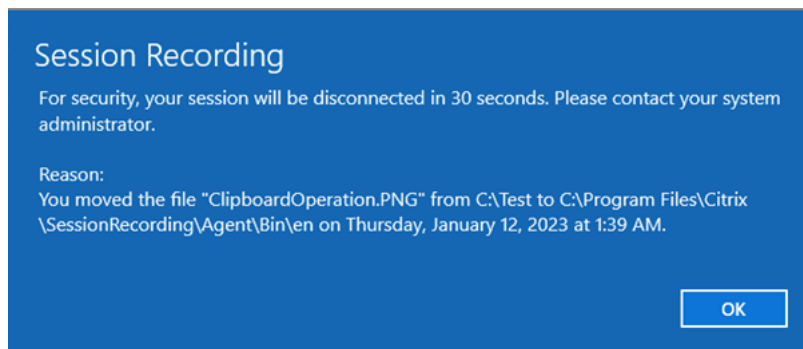 Session Recording
For security, your session will be disconnected in 30 seconds. Please contact your system
administrator.
Reason:
You moved the file "ClipboardOperation.PNG" from C:\Test to C:\Program Files\Citrix
\SessionRecording\Agent\Bin\en on Thursday, January 12, 2023 at 1:39 AM.
OK